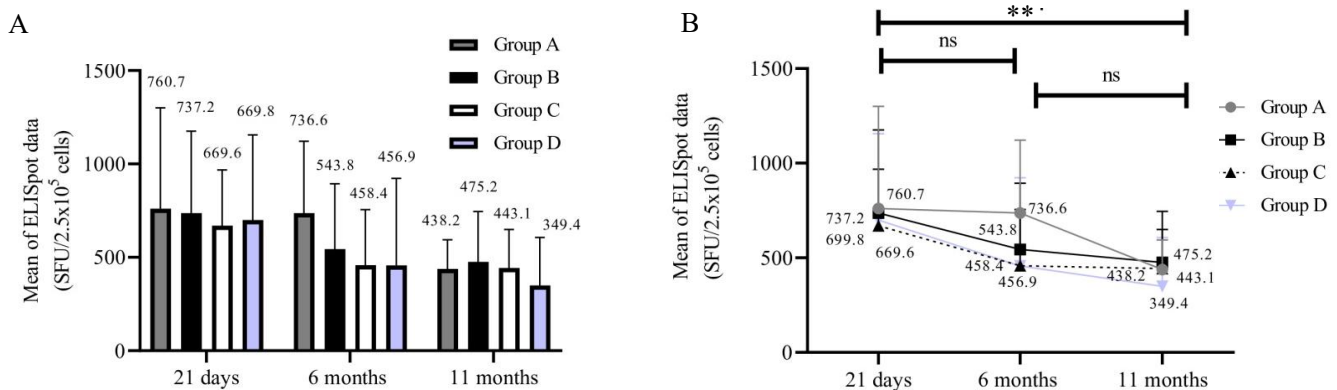 A
Group A
Group B
Group C
Group D
1500
1000
500
0
Mean of ELISpot data
(SFU/2.5x10⁵ cells)
760.7
737.2
669.6
669.8
736.6
543.8
458.4
456.9
438.2
475.2
443.1
349.4
21 days
6 months
11 months
B
**
ns
ns
1500
1000
500
0
Mean of ELISpot data
(SFU/2.5x10⁵ cells)
760.7
737.2
699.8
669.6
736.6
543.8
458.4
456.9
475.2
438.2
443.1
349.4
21 days
6 months
11 months
Group A
Group B
Group C
Group D